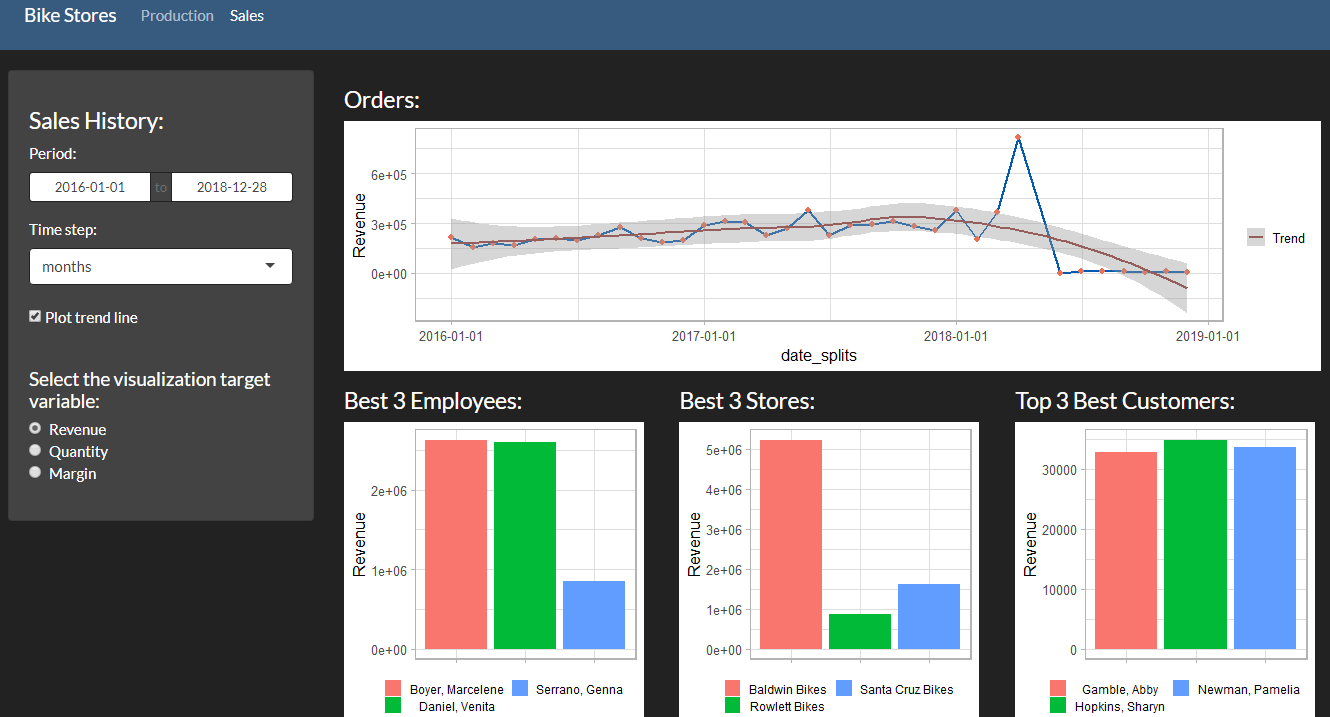 Bike Stores Production Sales
Sales History:
Period:
2016-01-01 to 2018-12-28
Time step:
months
Plot trend line
Select the visualization target
variable:
Revenue
Quantity
Margin
Orders:
Revenue
6e+05
3e+05
0e+00
2016-01-01 2017-01-01 2018-01-01 2019-01-01
date_splits
Trend
Best 3 Employees:
Revenue
2e+06
1e+06
0e+00
Boyer, Marcelene Serrano, Genna
Daniel, Venita
Best 3 Stores:
Revenue
5e+06
4e+06
3e+06
2e+06
1e+06
0e+00
Baldwin Bikes Santa Cruz Bikes
Rowlett Bikes
Top 3 Best Customers:
Revenue
30000
20000
10000
0
Gamble, Abby Newman, Pamelia
Hopkins, Sharyn